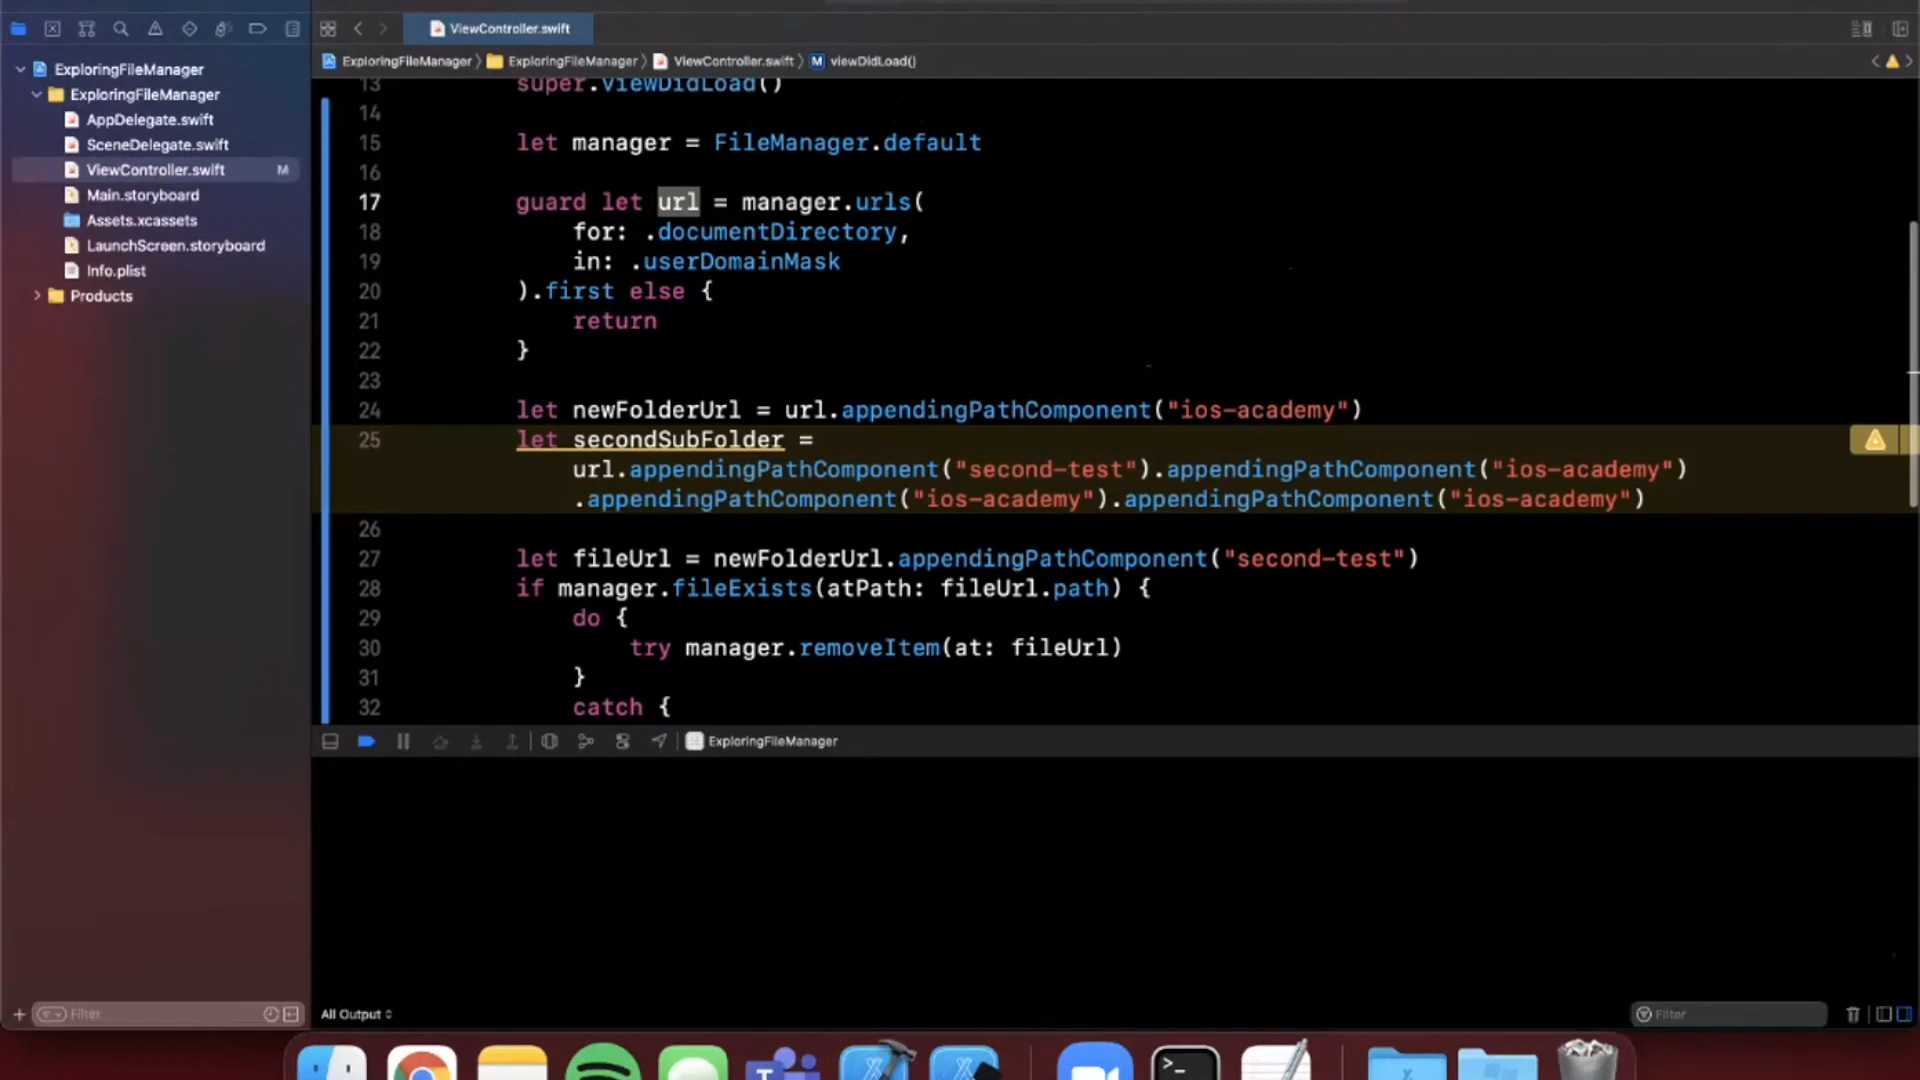 ViewController.swift
ExploringFileManager
ExploringFileManager
AppDelegate.swift
SceneDelegate.swift
ViewController.swift M
Main.storyboard
Assets.xcassets
LaunchScreen.storyboard
Info.plist
Products
Filter
ExploringFileManager ExploringFileManager ViewController.swift M viewDidLoad()
13 super.viewDidLoad()
14
15 let manager = FileManager.default
16
17 guard let url = manager.urls(
18 for: .documentDirectory,
19 in: .userDomainMask
20 ).first else {
21 return
22 }
23
24 let newFolderUrl = url.appendingPathComponent("ios-academy")
25 let secondSubFolder =
url.appendingPathComponent("second-test").appendingPathComponent("ios-academy")
.appendingPathComponent("ios-academy").appendingPathComponent("ios-academy")
26
27 let fileUrl = newFolderUrl.appendingPathComponent("second-test")
28 if manager.fileExists(atPath: fileUrl.path) {
29 do {
30 try manager.removeItem(at: fileUrl)
31 }
32 catch {
ExploringFileManager
All Output
Filter